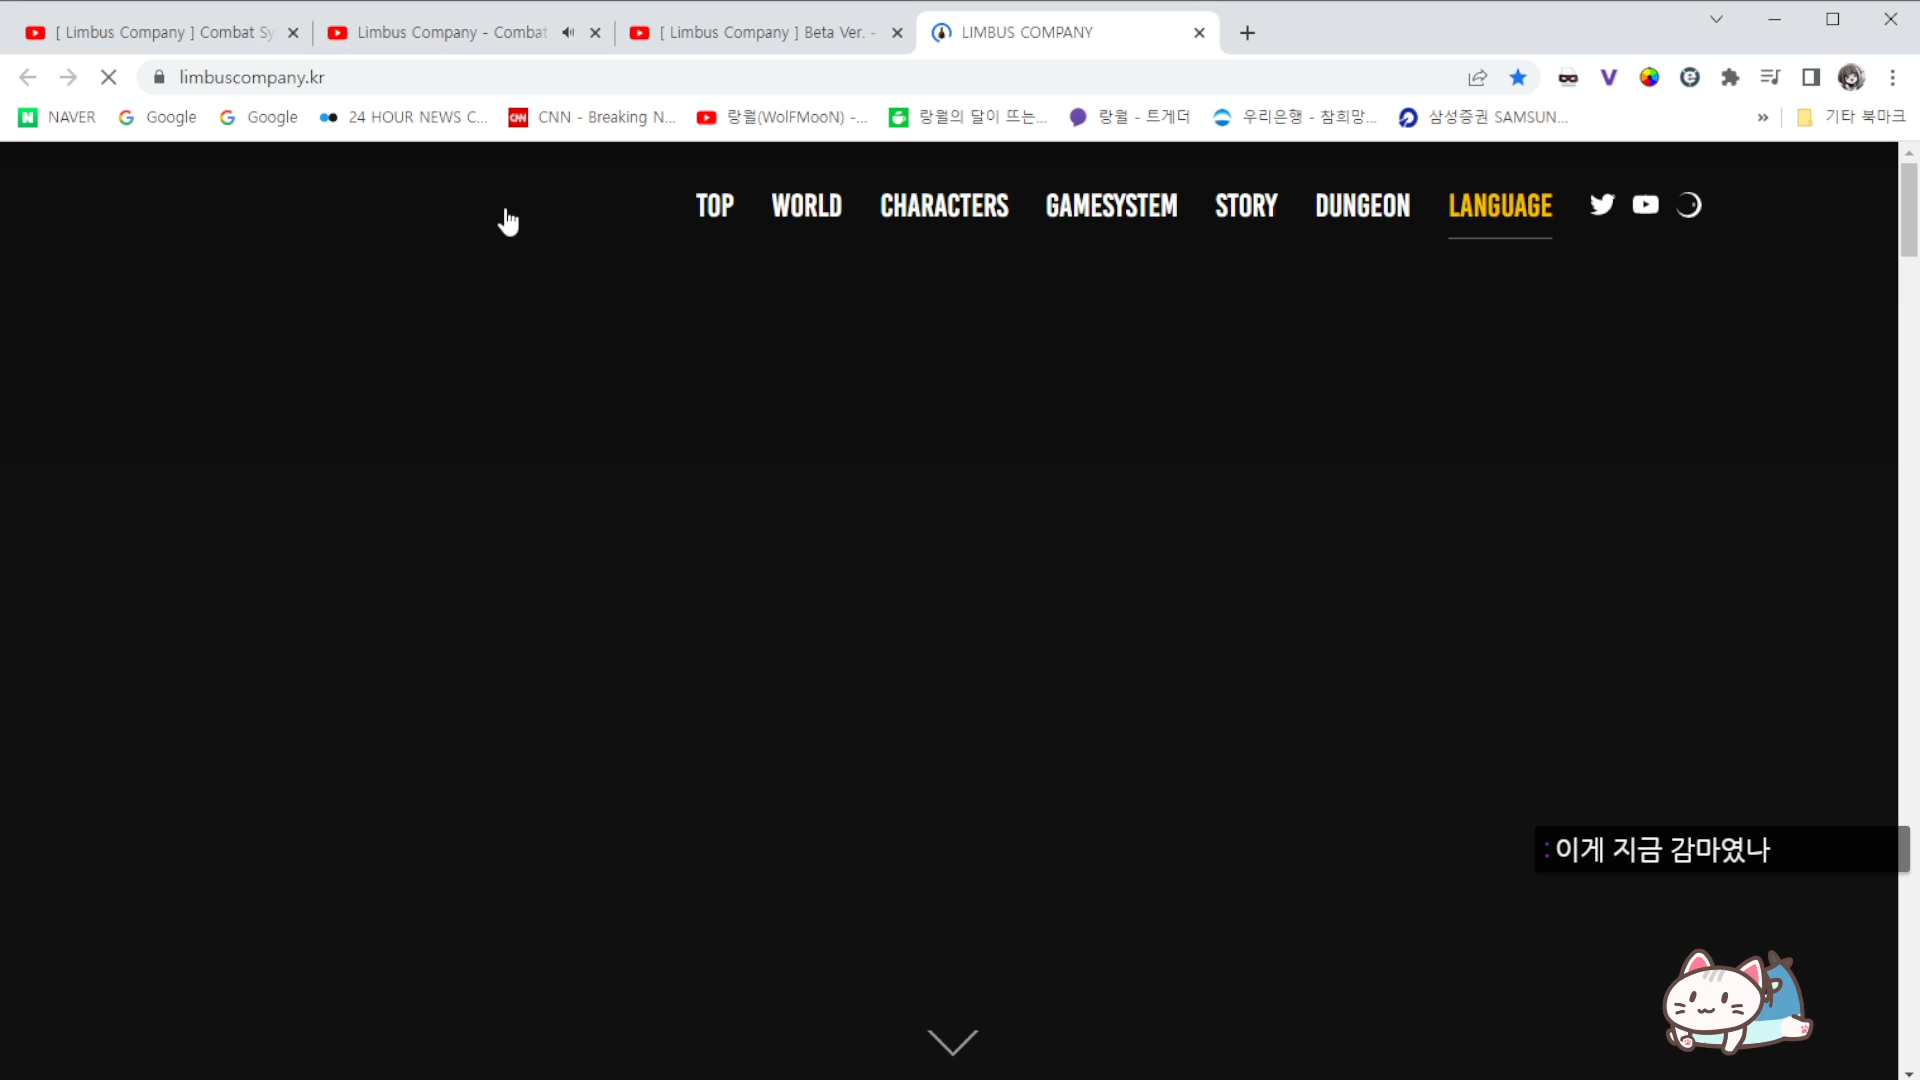 [ Limbus Company ] Combat Sy
Limbus Company - Combat
[ Limbus Company ] Beta Ver. -
LIMBUS COMPANY
limbuscompany.kr
NAVER
Google
Google
24 HOUR NEWS C...
CNN - Breaking N...
랑월(WolFMooN) -...
랑월의 달이 뜨는...
랑월 - 트게더
우리은행 - 참희망...
삼성증권 SAMSUN...
»
기타 북마크
TOP
WORLD
CHARACTERS
GAMESYSTEM
STORY
DUNGEON
LANGUAGE
: 이게 지금 감마였나